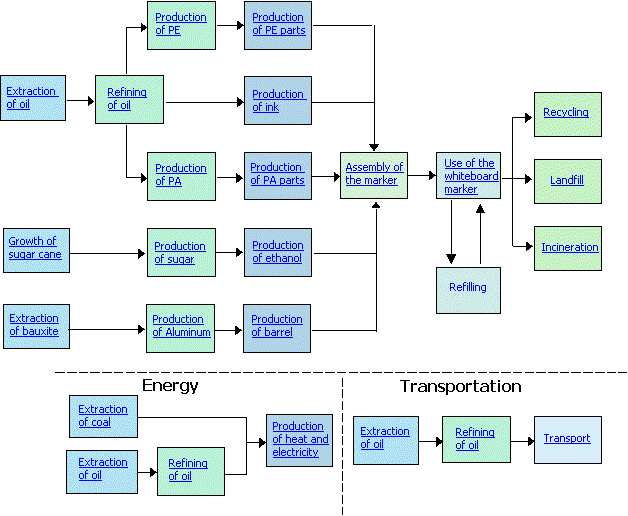 Production
of PE
Production
of PE parts
Extraction
of oil
Refining
of oil
Production of
ink
Production
of PA
Production
of PA parts
Assembly of
the marker
Use of the
whiteboard
marker
Recycling
Landfill
Incineration
Growth of
sugar cane
Production
of sugar
Production
of ethanol
Refilling
Extraction
of bauxite
Production
of Aluminum
Production
of barrel
Energy
Transportation
Extraction
of coal
Extraction
of oil
Refining
of oil
Production
of heat and
electricity
Extraction
of oil
Refining
of oil
Transport